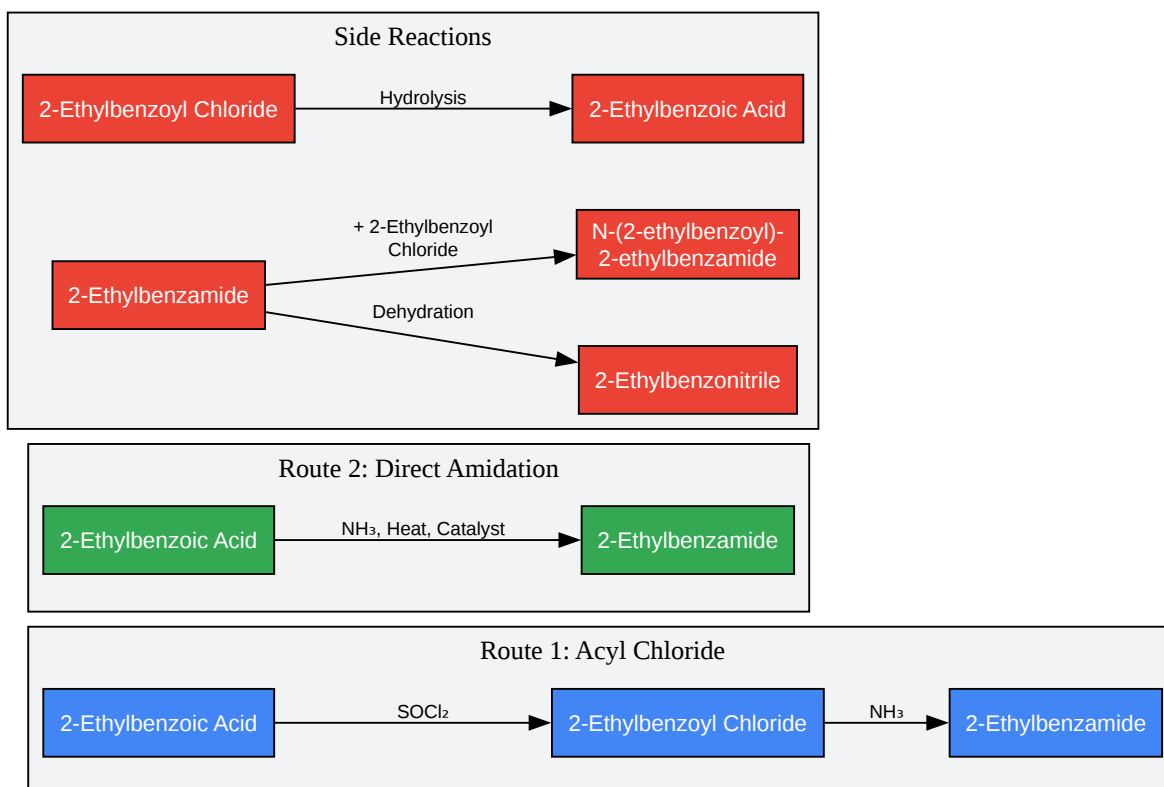 Side Reactions
2-Ethylbenzoyl Chloride
Hydrolysis
2-Ethylbenzoic Acid
+ 2-Ethylbenzoyl
Chloride
N-(2-ethylbenzoyl)-
2-ethylbenzamide
2-Ethylbenzamide
Dehydration
2-Ethylbenzonitrile
Route 2: Direct Amidation
2-Ethylbenzoic Acid
NH₃, Heat, Catalyst
2-Ethylbenzamide
Route 1: Acyl Chloride
2-Ethylbenzoic Acid
SOCl₂
2-Ethylbenzoyl Chloride
NH₃
2-Ethylbenzamide